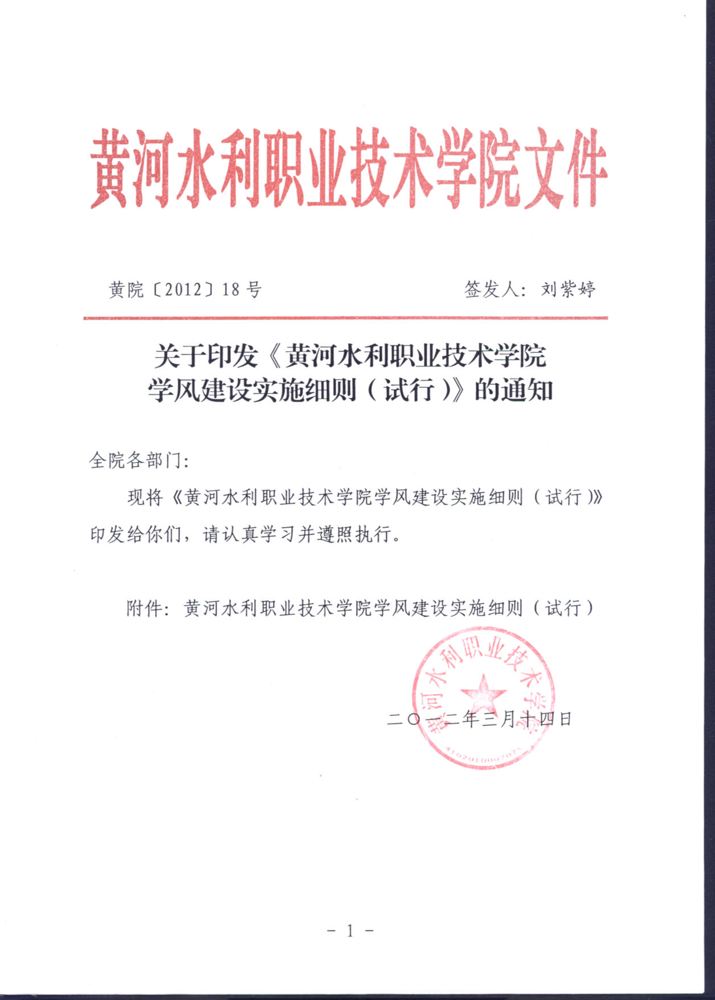 黄河水利职业技术学院文件
黄院〔2012〕18号 签发人：刘紫婷
关于印发《黄河水利职业技术学院
学风建设实施细则（试行）》的通知
全院各部门：
现将《黄河水利职业技术学院学风建设实施细则（试行）》
印发给你们，请认真学习并遵照执行。
附件：黄河水利职业技术学院学风建设实施细则（试行）
黄河水利职业技术学院
二〇一二年三月十四日
4102010007075
- 1 -